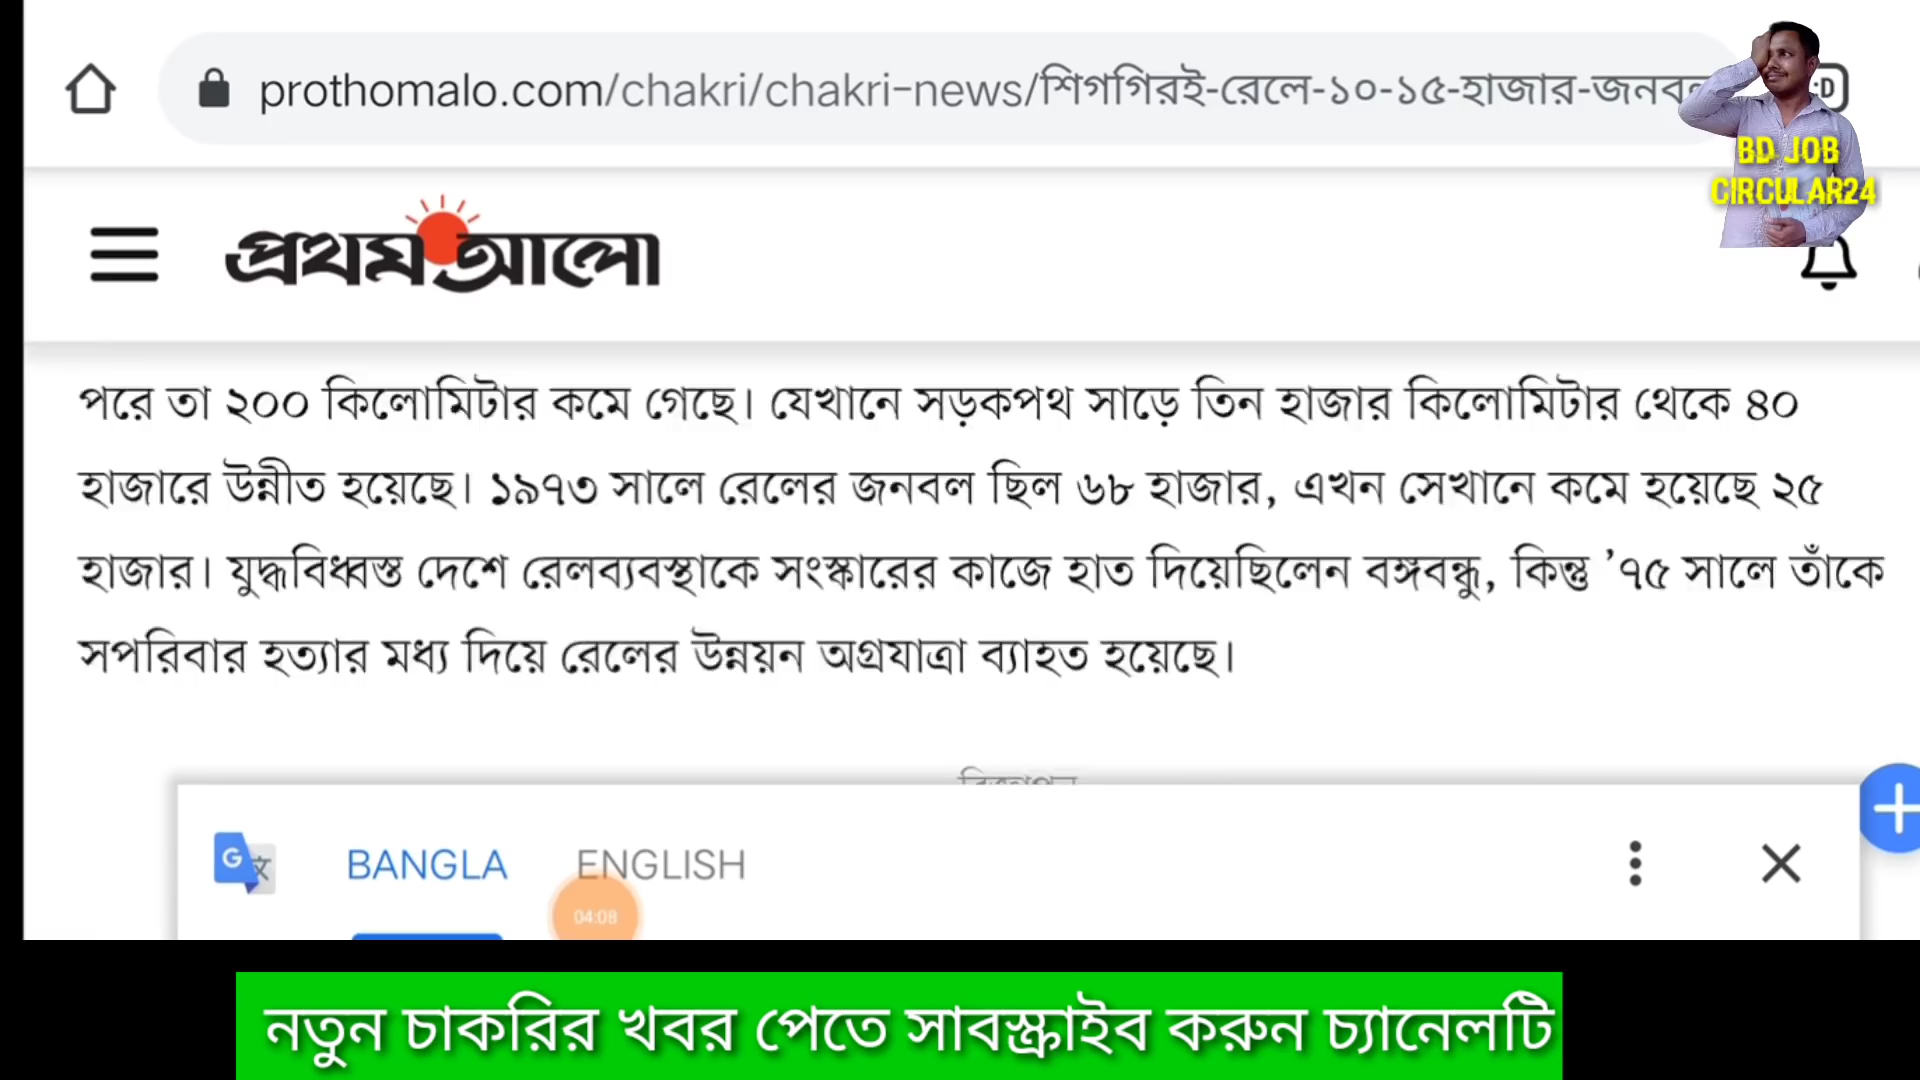 prothomalo.com/chakri/chakri-news/শিগগিরই-রেলে-১০-১৫-হাজার-জনব
:D
BD JOB
CIRCULAR24
প্রথম আলো
পরে তা ২০০ কিলোমিটার কমে গেছে। যেখানে সড়কপথ সাড়ে তিন হাজার কিলোমিটার থেকে ৪০
হাজারে উন্নীত হয়েছে। ১৯৭৩ সালে রেলের জনবল ছিল ৬৮ হাজার, এখন সেখানে কমে হয়েছে ২৫
হাজার। যুদ্ধবিধ্বস্ত দেশে রেলব্যবস্থাকে সংস্কারের কাজে হাত দিয়েছিলেন বঙ্গবন্ধু, কিন্তু ’৭৫ সালে তাঁকে
সপরিবার হত্যার মধ্য দিয়ে রেলের উন্নয়ন অগ্রযাত্রা ব্যাহত হয়েছে।
BANGLA ENGLISH
04:08
নতুন চাকরির খবর পেতে সাবস্ক্রাইব করুন চ্যানেলটি